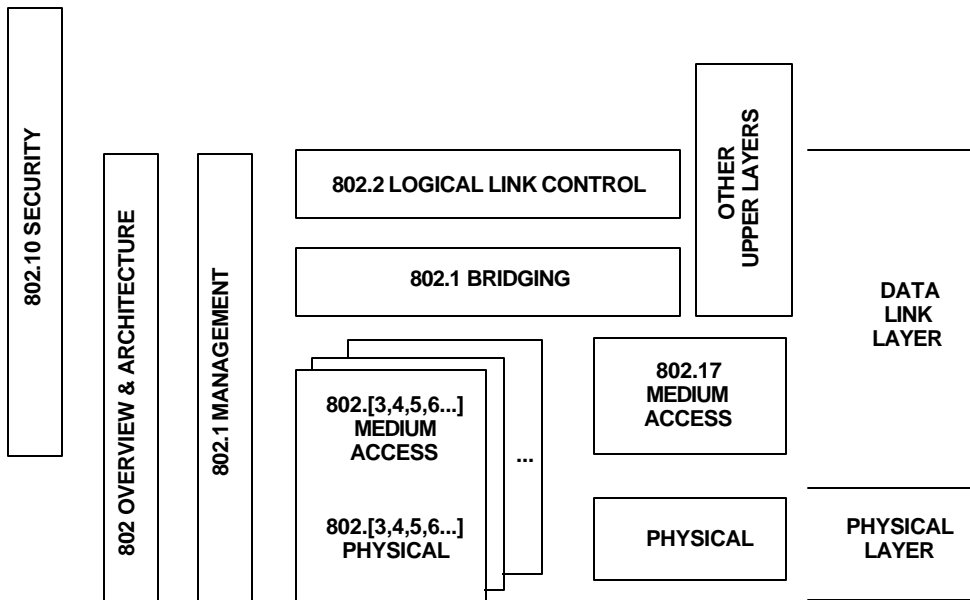 802.10 SECURITY
802 OVERVIEW & ARCHITECTURE
802.1 MANAGEMENT
802.2 LOGICAL LINK CONTROL
802.1 BRIDGING
OTHER
UPPER LAYERS
802.[3,4,5,6...]
MEDIUM
ACCESS
802.[3,4,5,6...]
PHYSICAL
...
802.17
MEDIUM
ACCESS
PHYSICAL
DATA
LINK
LAYER
PHYSICAL
LAYER